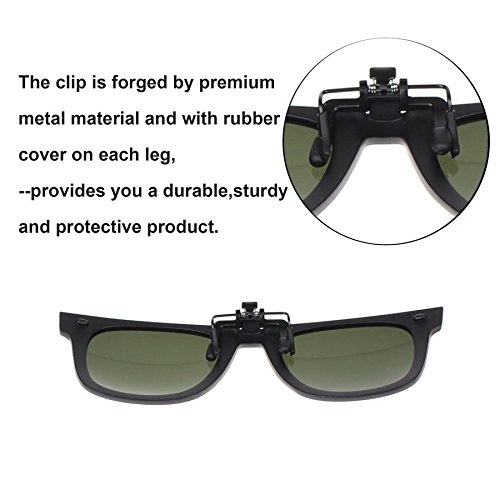 The clip is forged by premium
metal material and with rubber
cover on each leg,
--provides you a durable,sturdy
and protective product.